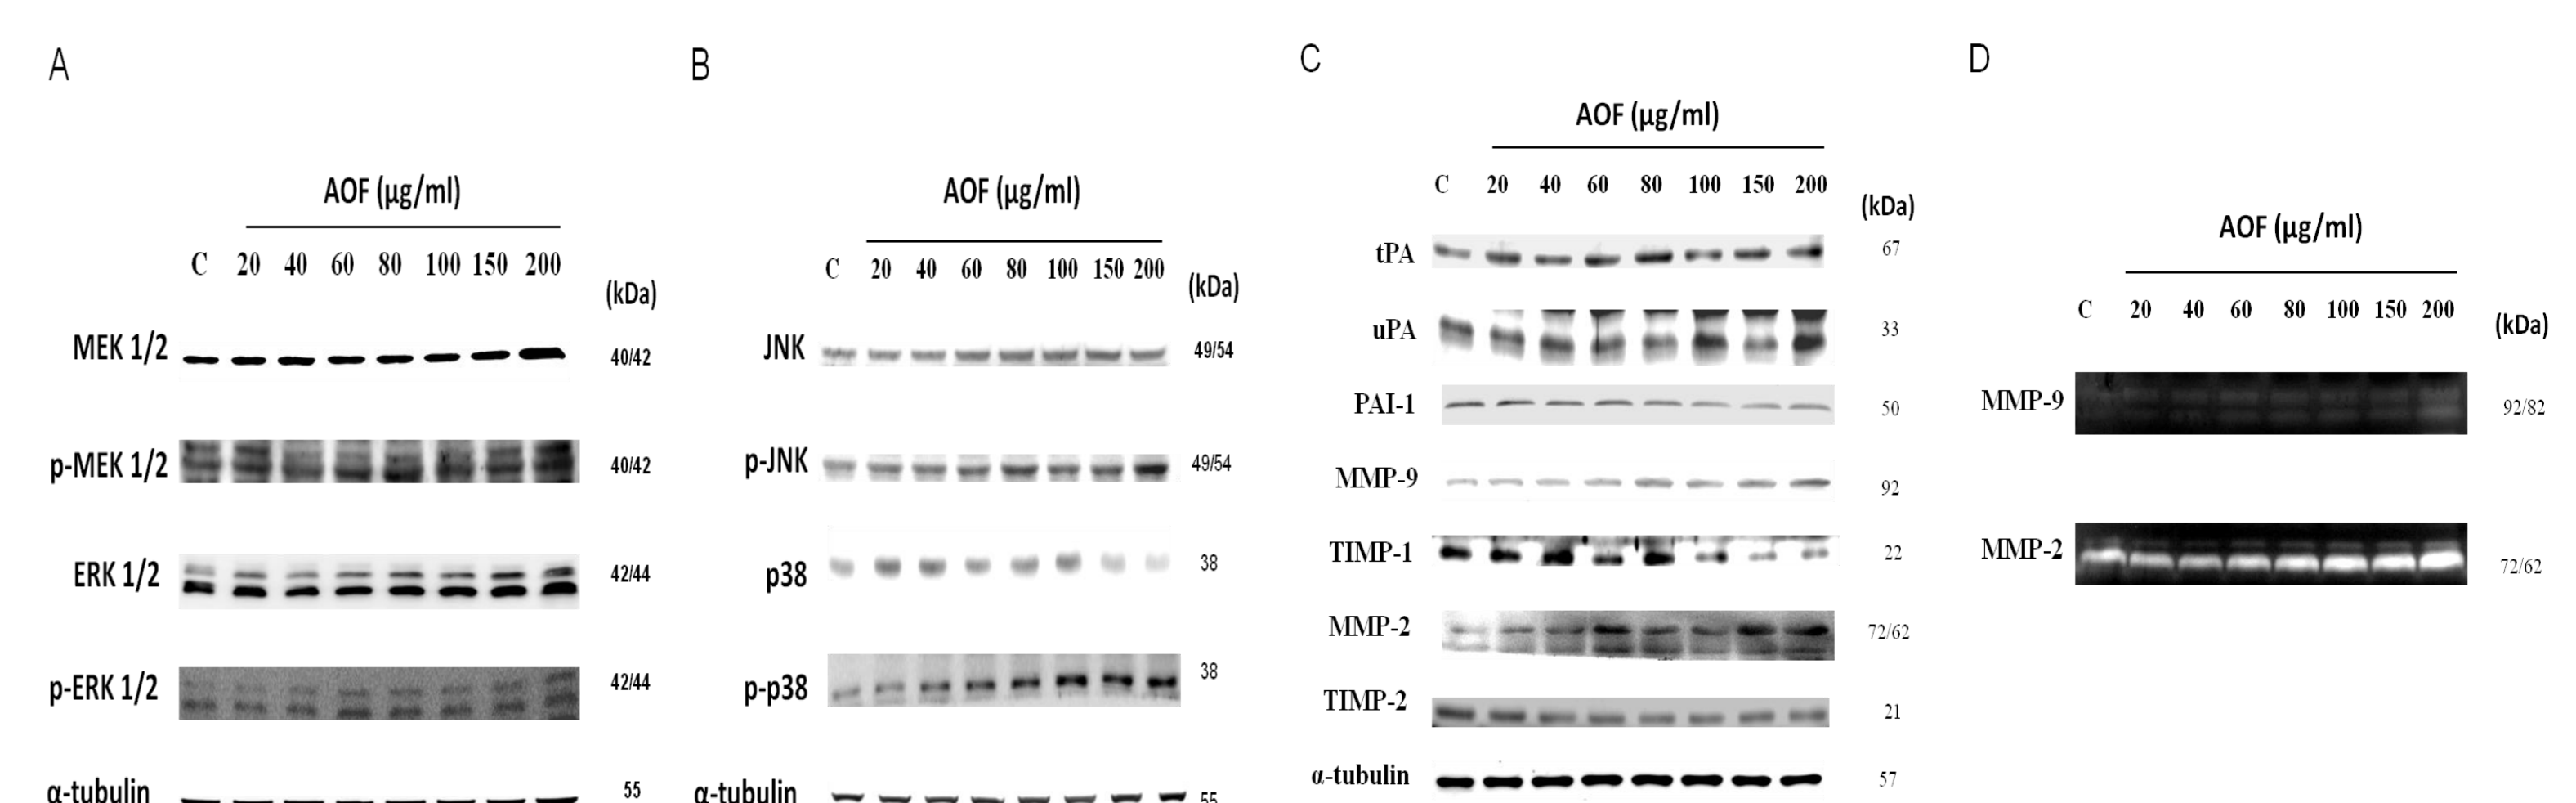 A
AOF (µg/ml)
C 20 40 60 80 100 150 200
(kDa)
MEK 1/2 40/42
p-MEK 1/2 40/42
ERK 1/2 42/44
p-ERK 1/2 42/44
α-tubulin 55
B
AOF (µg/ml)
C 20 40 60 80 100 150 200
(kDa)
JNK 49/54
p-JNK 49/54
p38 38
p-p38 38
α-tubulin 55
C
AOF (µg/ml)
C 20 40 60 80 100 150 200
(kDa)
tPA 67
uPA 33
PAI-1 50
MMP-9 92
TIMP-1 22
MMP-2 72/62
TIMP-2 21
α-tubulin 57
D
AOF (µg/ml)
C 20 40 60 80 100 150 200
(kDa)
MMP-9 92/82
MMP-2 72/62